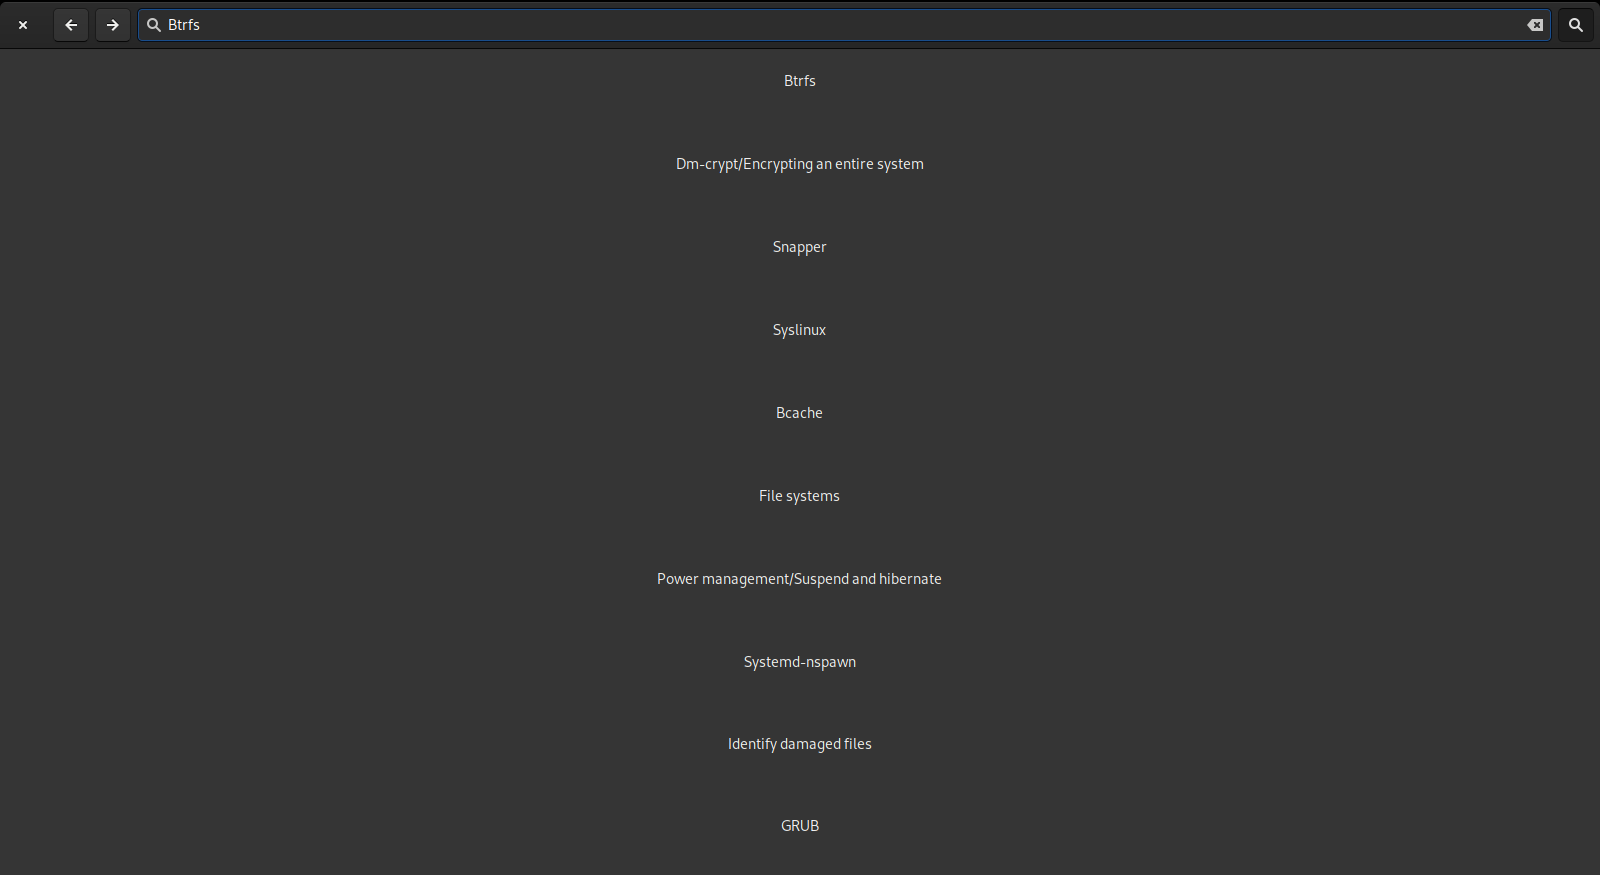 Btrfs
Btrfs
Dm-crypt/Encrypting an entire system
Snapper
Syslinux
Bcache
File systems
Power management/Suspend and hibernate
Systemd-nspawn
Identify damaged files
GRUB